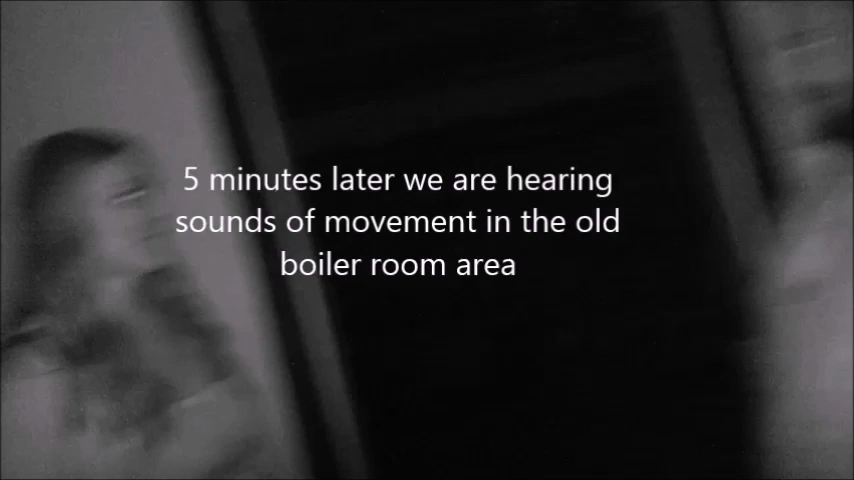 5 minutes later we are hearing
sounds of movement in the old
boiler room area